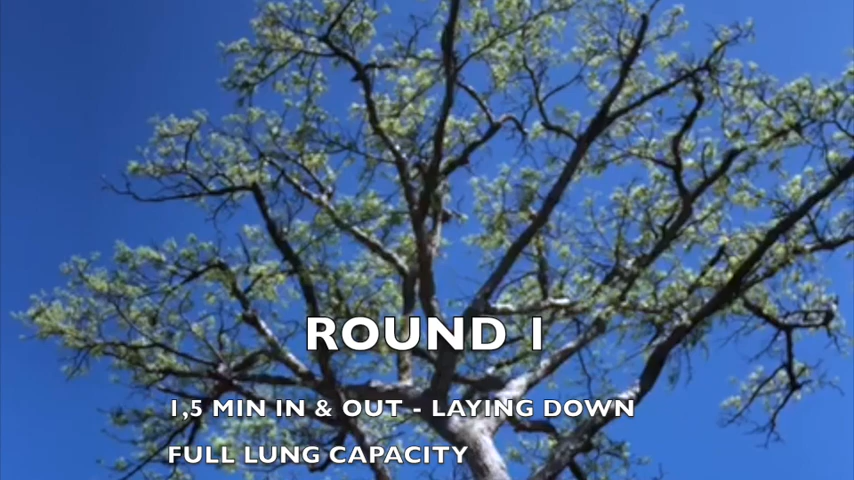 ROUND 1
1,5 MIN IN & OUT - LAYING DOWN
FULL LUNG CAPACITY